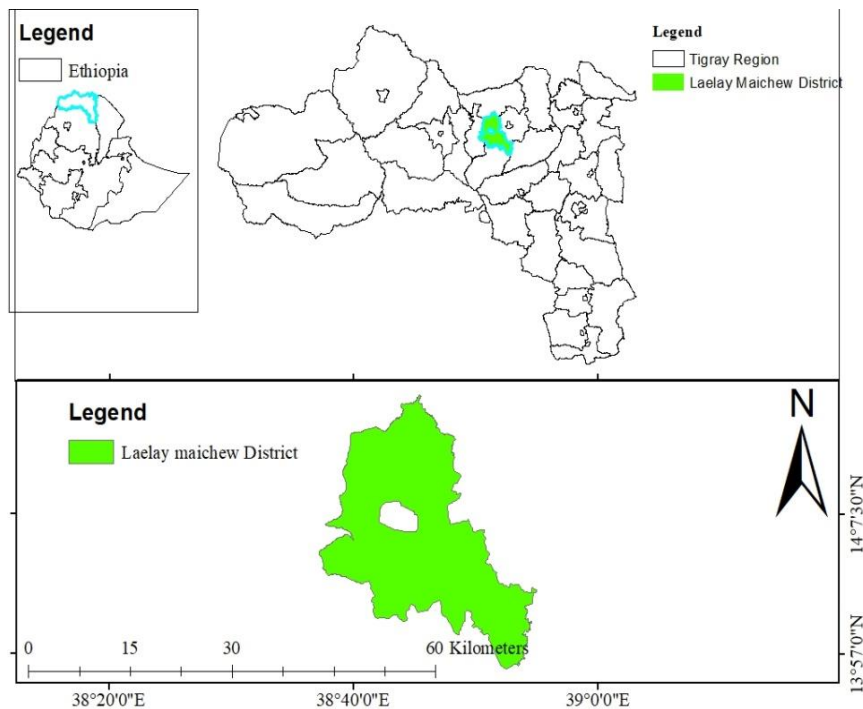 Legend
Ethiopia
Legend
Tigray Region
Laelay Maichew District
Legend
Laelay maichew District
N
14°7'30"N
13°57'0"N
0 15 30 60 Kilometers
38°20'0"E 38°40'0"E 39°0'0"E